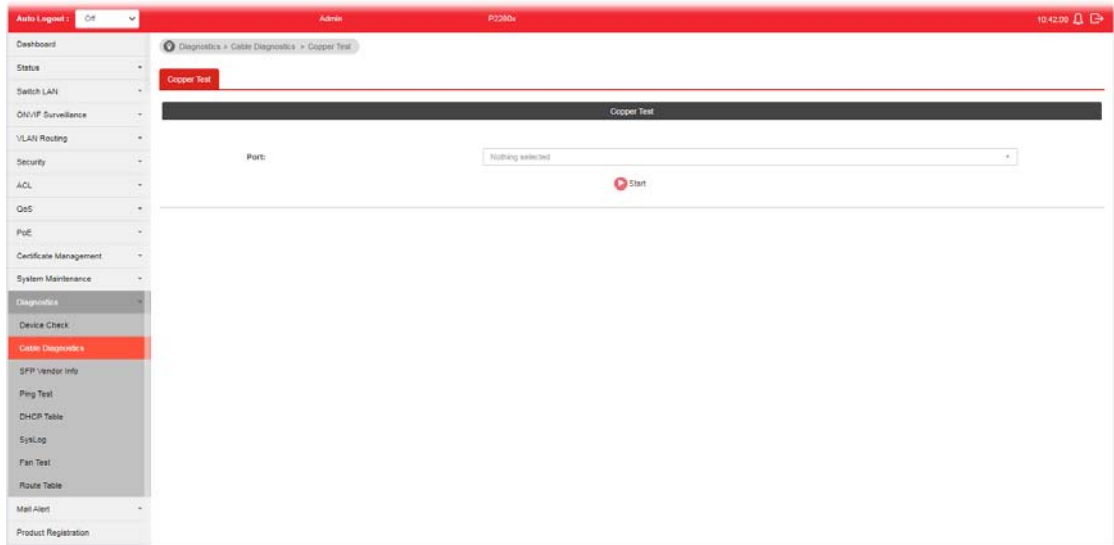 Auto Logout : Off Admin P2280x 10:42:00
Dashboard
Status
Switch LAN
ONVIF Surveillance
VLAN Routing
Security
ACL
QoS
PoE
Certificate Management
System Maintenance
Diagnostics
Device Check
Cable Diagnostics
SFP Vendor Info
Ping Test
DHCP Table
SysLog
Fan Test
Route Table
Mail Alert
Product Registration
Diagnostics » Cable Diagnostics » Copper Test
Copper Test
Copper Test
Port: Nothing selected
Start